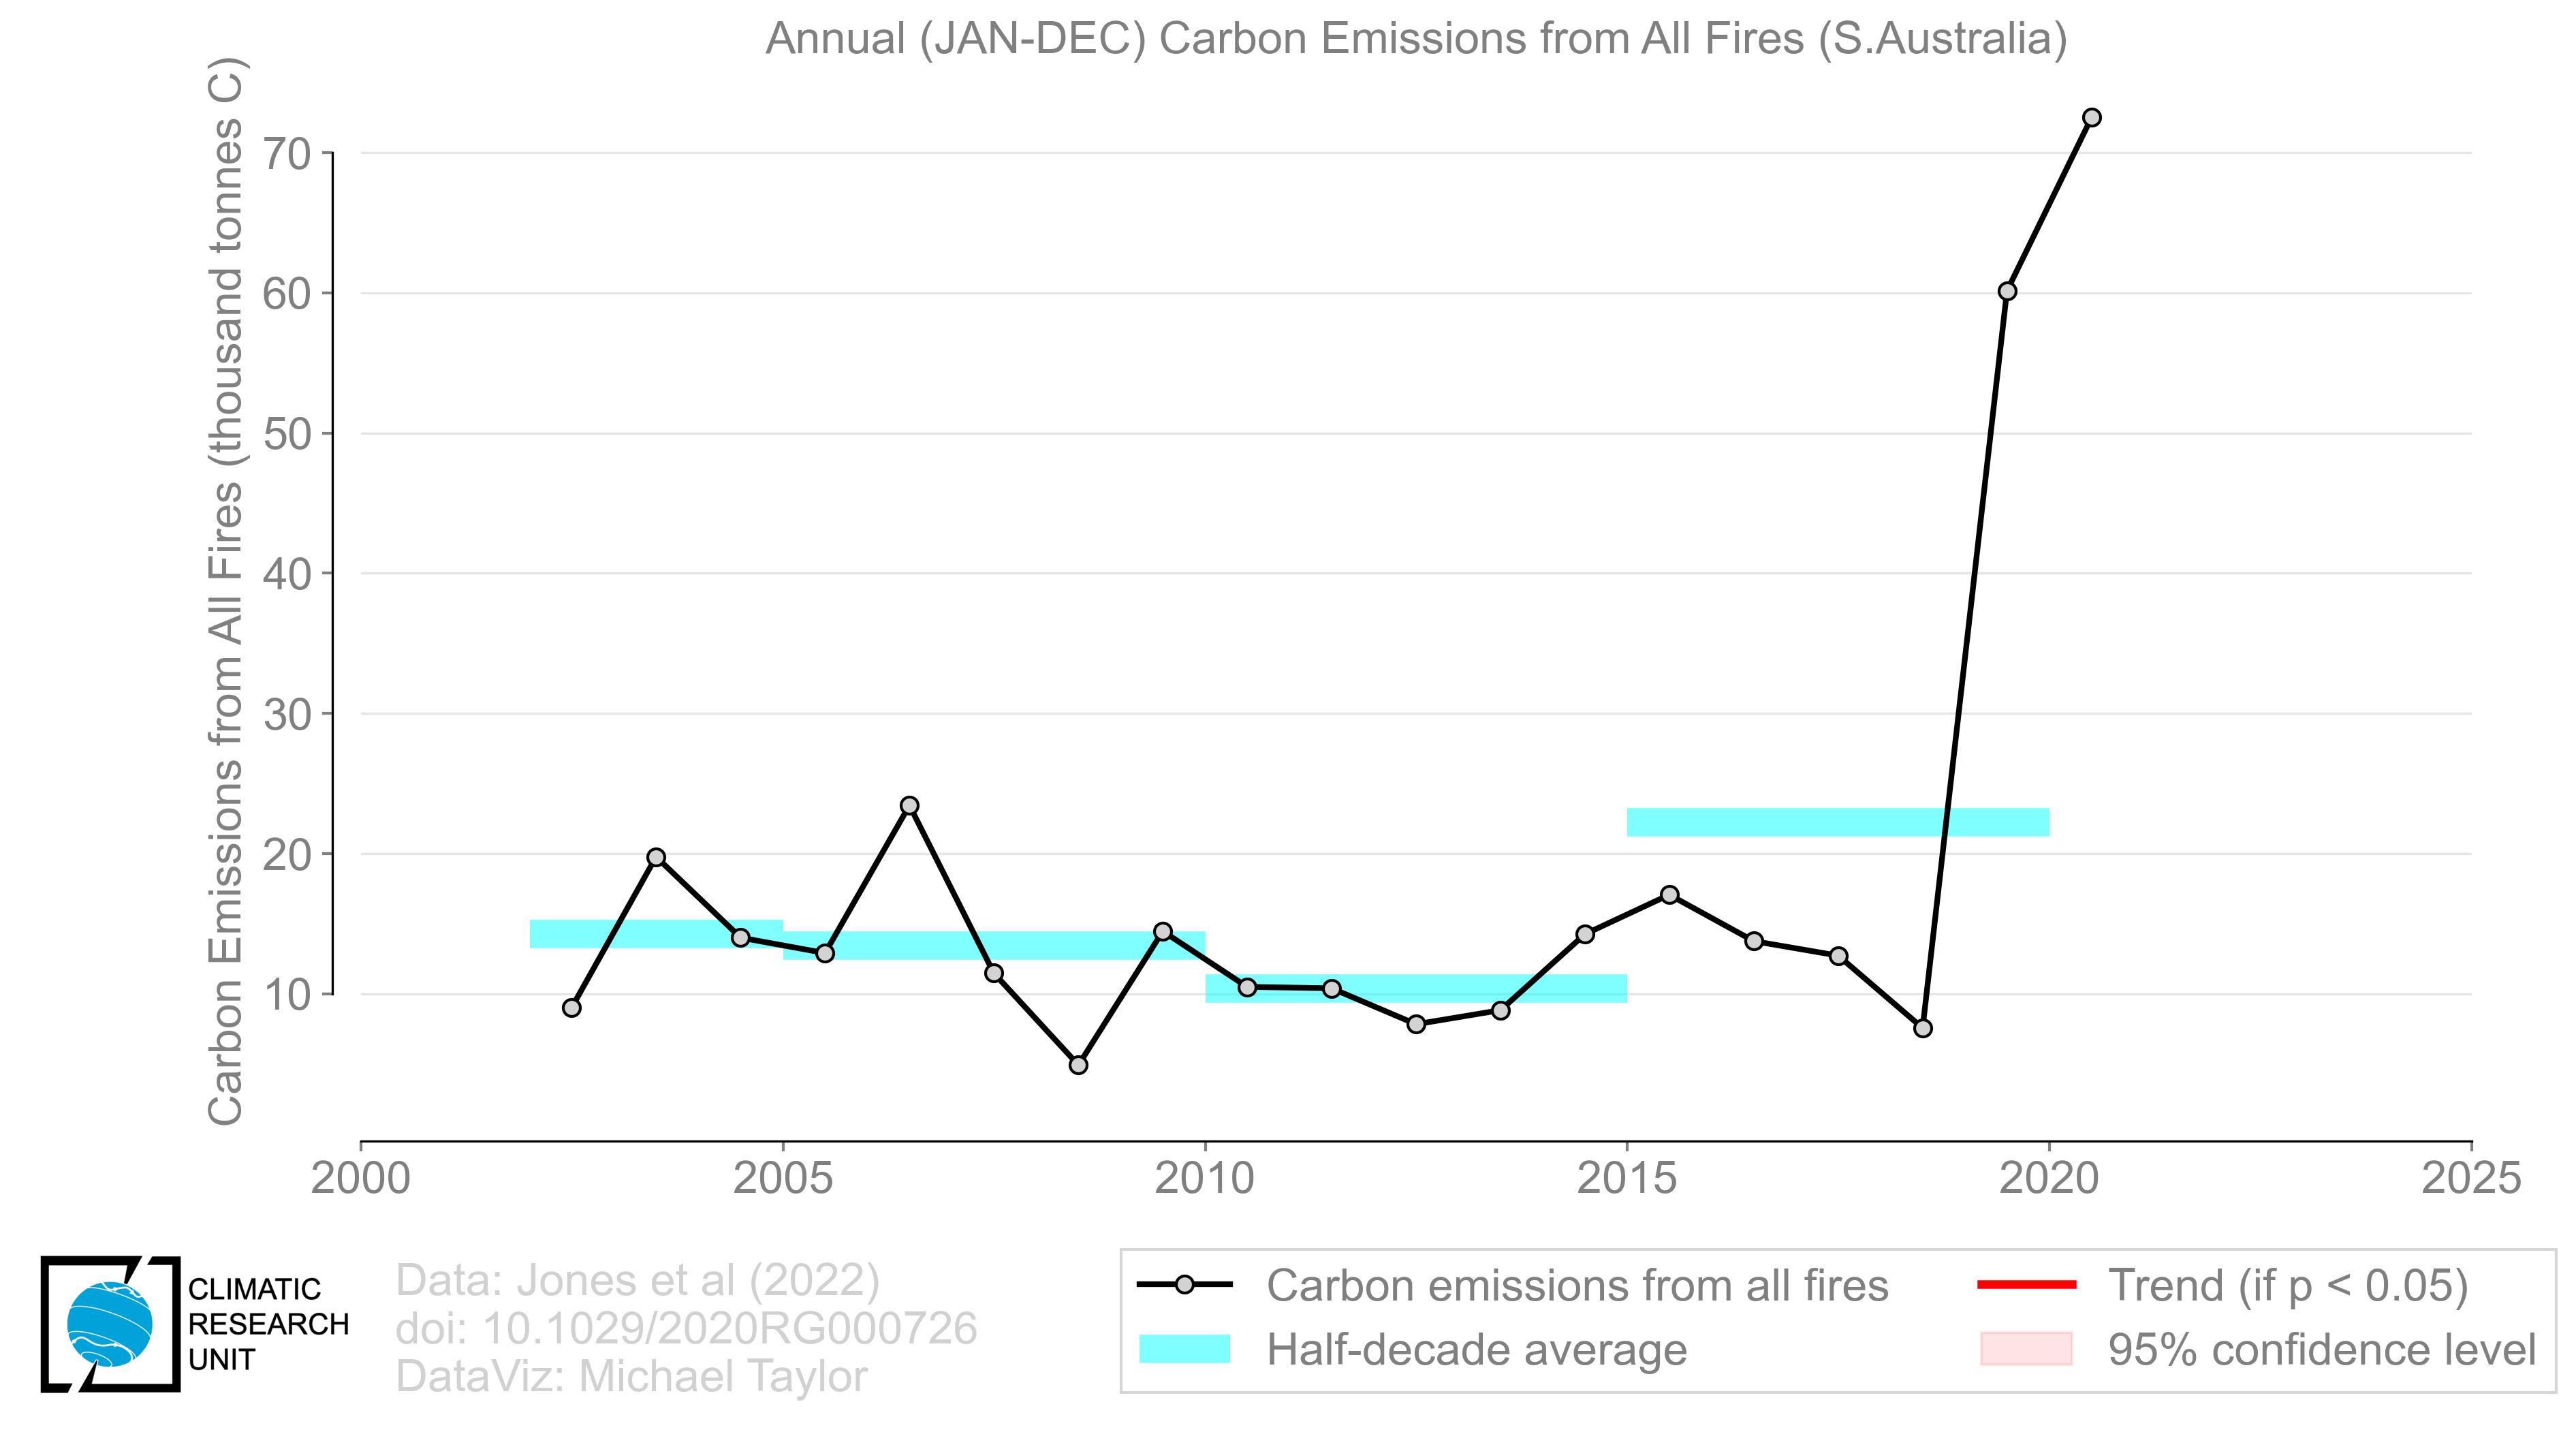 Annual (JAN-DEC) Carbon Emissions from All Fires (S.Australia)
Carbon Emissions from All Fires (thousand tonnes C)
70
60
50
40
30
20
10
2000
2005
2010
2015
2020
2025
CLIMATIC
RESEARCH
UNIT
Data: Jones et al (2022)
doi: 10.1029/2020RG000726
DataViz: Michael Taylor
Carbon emissions from all fires
Half-decade average
Trend (if p < 0.05)
95% confidence level